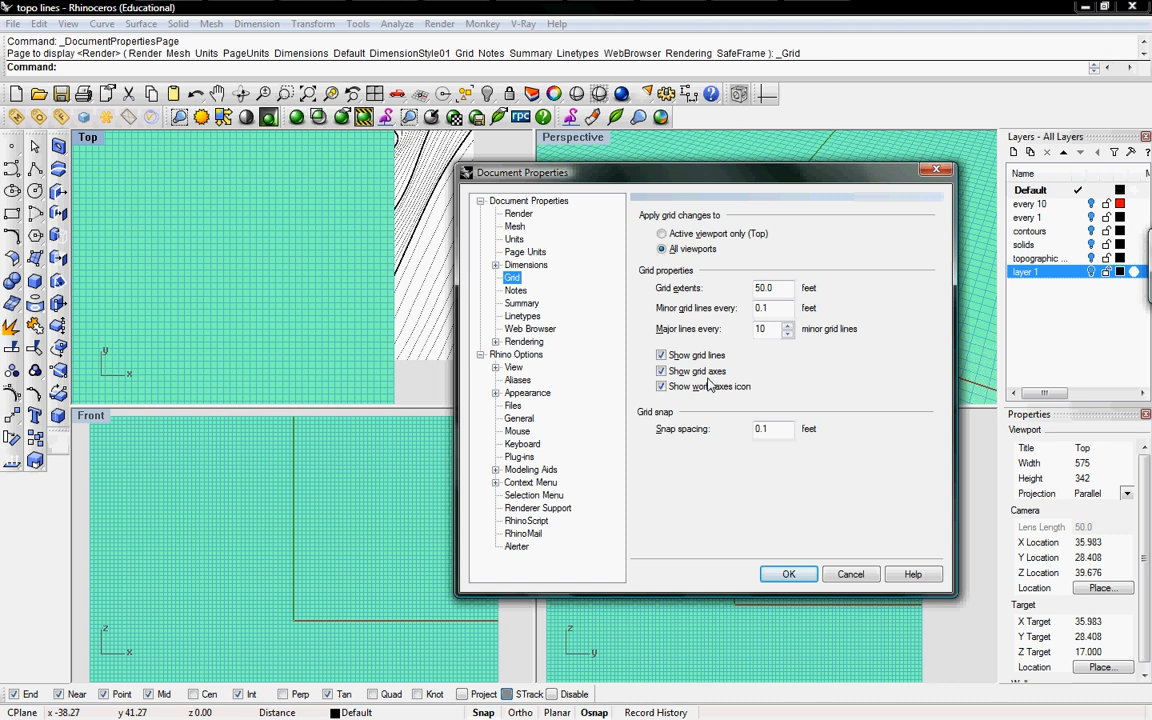 topo lines - Rhinoceros (Educational)
File Edit View Curve Surface Solid Mesh Dimension Transform Tools Analyze Render Monkey V-Ray Help
Command: _DocumentPropertiesPage
Page to display <Render> ( Render Mesh Units PageUnits Dimensions Default DimensionStyle01 Grid Notes Summary Linetypes WebBrowser Rendering SafeFrame ): _Grid
Command:
rpc
Top
Perspective
Front
y
x
z
x
z
y
Document Properties
Document Properties
Render
Mesh
Units
Page Units
Dimensions
Grid
Notes
Summary
Linetypes
Web Browser
Rendering
Rhino Options
View
Aliases
Appearance
Files
General
Mouse
Keyboard
Plug-ins
Modeling Aids
Context Menu
Selection Menu
Renderer Support
RhinoScript
RhinoMail
Alerter
Apply grid changes to
Active viewport only (Top)
All viewports
Grid properties
Grid extents: 50.0 feet
Minor grid lines every: 0.1 feet
Major lines every: 10 minor grid lines
Show grid lines
Show grid axes
Show world axes icon
Grid snap
Snap spacing: 0.1 feet
OK Cancel Help
Layers - All Layers
Name M
Default
every 10
every 1
contours
solids
topographic ...
layer 1
Properties
Viewport
Title Top
Width 575
Height 342
Projection Parallel
Camera
Lens Length 50.0
X Location 35.983
Y Location 28.408
Z Location 39.676
Location Place...
Target
X Target 35.983
Y Target 28.408
Z Target 17.000
Location Place...
End Near Point Mid Cen Int Perp Tan Quad Knot Project STrack Disable
CPlane x -38.27 y 41.27 z 0.00 Distance Default Snap Ortho Planar Osnap Record History